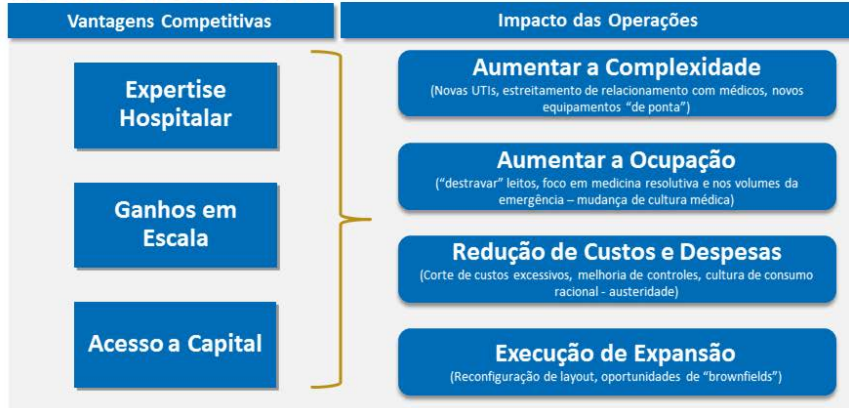 Vantagens Competitivas
Impacto das Operações
Expertise
Hospitalar
Ganhos em
Escala
Acesso a Capital
Aumentar a Complexidade
(Novas UTIs, estreitamento de relacionamento com médicos, novos
equipamentos “de ponta”)
Aumentar a Ocupação
(“destravar” leitos, foco em medicina resolutiva e nos volumes da
emergência – mudança de cultura médica)
Redução de Custos e Despesas
(Corte de custos excessivos, melhoria de controles, cultura de consumo
racional - austeridade)
Execução de Expansão
(Reconfiguração de layout, oportunidades de “brownfields”)